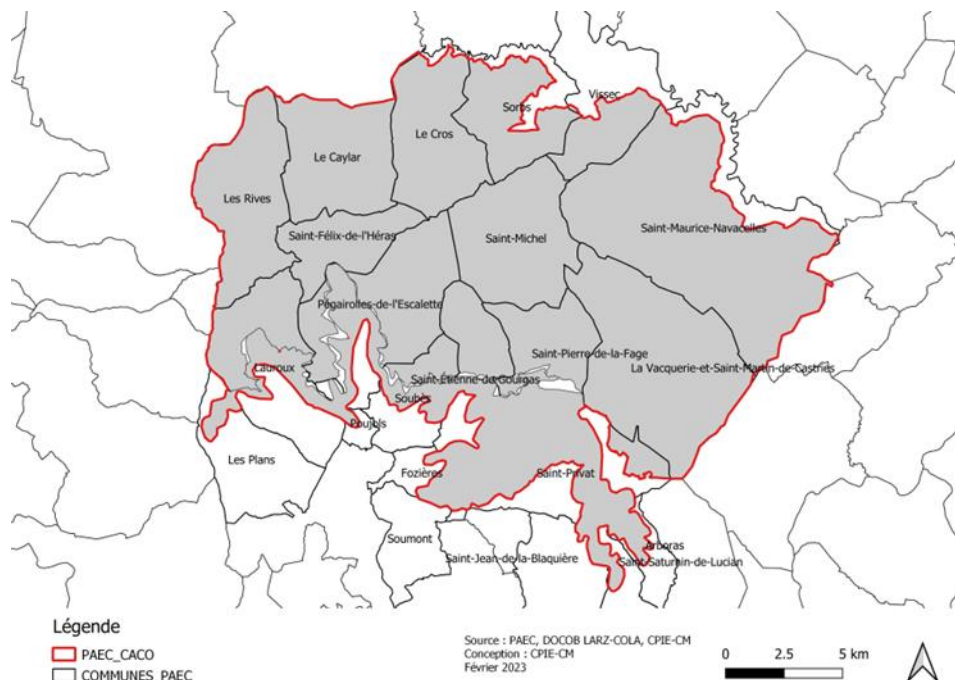 Vissec
Sorbs
Le Cros
Le Caylar
Les Rives
Saint-Maurice-Navacelles
Saint-Félix-de-l'Héras
Saint-Michel
Pégairolles-de-l'Escalette
Saint-Pierre-de-la-Fage
Lauroux
La Vacquerie-et-Saint-Martin-de-Castries
Saint-Étienne-de-Gourgas
Soubès
Poujols
Les Plans
Fozières
Saint-Privat
Soumont
Arboras
Saint-Jean-de-la-Blaquière
Saint-Saturnin-de-Lucian
Légende
PAEC_CACO
COMMUNES_PAEC
Source : PAEC, DOCOB LARZ-COLA, CPIE-CM
Conception : CPIE-CM
Février 2023
0 2.5 5 km